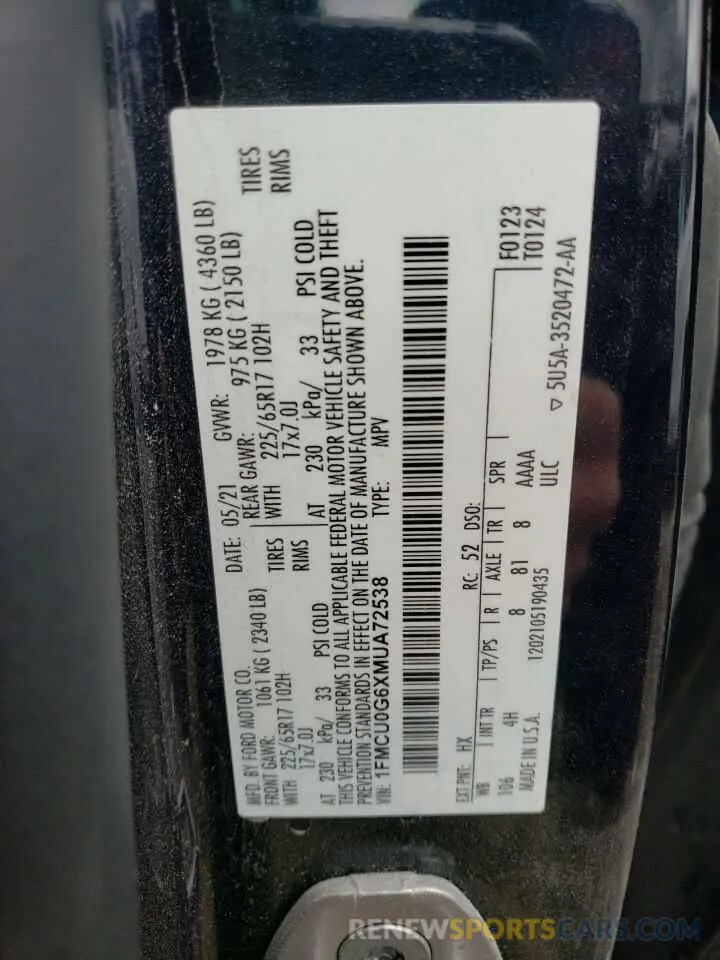 MFD. BY FORD MOTOR CO. DATE: 05/21 GVWR: 1978 KG ( 4360 LB)
FRONT GAWR: 1061 KG ( 2340 LB) REAR GAWR: 975 KG ( 2150 LB)
WITH 225/65R17 102H TIRES WITH 225/65R17 102H TIRES
17x7.0J RIMS 17x7.0J RIMS
AT 230 kPa/ 33 PSI COLD AT 230 kPa/ 33 PSI COLD
THIS VEHICLE CONFORMS TO ALL APPLICABLE FEDERAL MOTOR VEHICLE SAFETY AND THEFT
PREVENTION STANDARDS IN EFFECT ON THE DATE OF MANUFACTURE SHOWN ABOVE.
VIN: 1FMCU0G6XMUA72538 TYPE: MPV
EXT PNT: HX RC: 52 DSO:
WB INT TR TP/PS R AXLE TR SPR F0123
106 4H 8 81 8 AAAA T0124
MADE IN U.S.A. 1202105190435 ULC
▽ 5U5A-3520472-AA
RENEWSPORTSCARS.COM